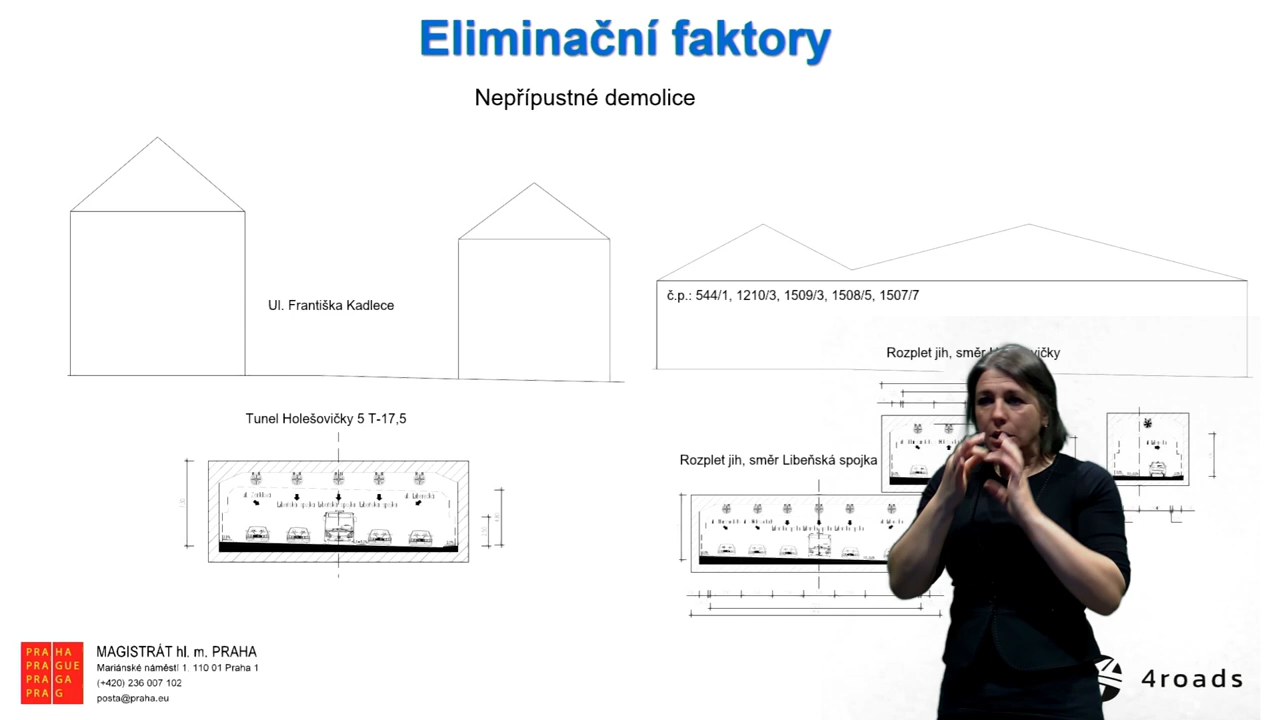 Eliminační faktory
Nepřípustné demolice
Ul. Františka Kadlece
č.p.: 544/1, 1210/3, 1509/3, 1508/5, 1507/7
Rozplet jih, směr
Tunel Holešovičky 5 T-17,5
Rozplet jih, směr Libeňská spojka
PRA HA
PRA GUE
PRA GA
PRA G
MAGISTRÁT hl. m. PRAHA
Mariánské náměstí 1. 110 01 Praha 1
(+420) 236 007 102
posta@praha.eu
4roads